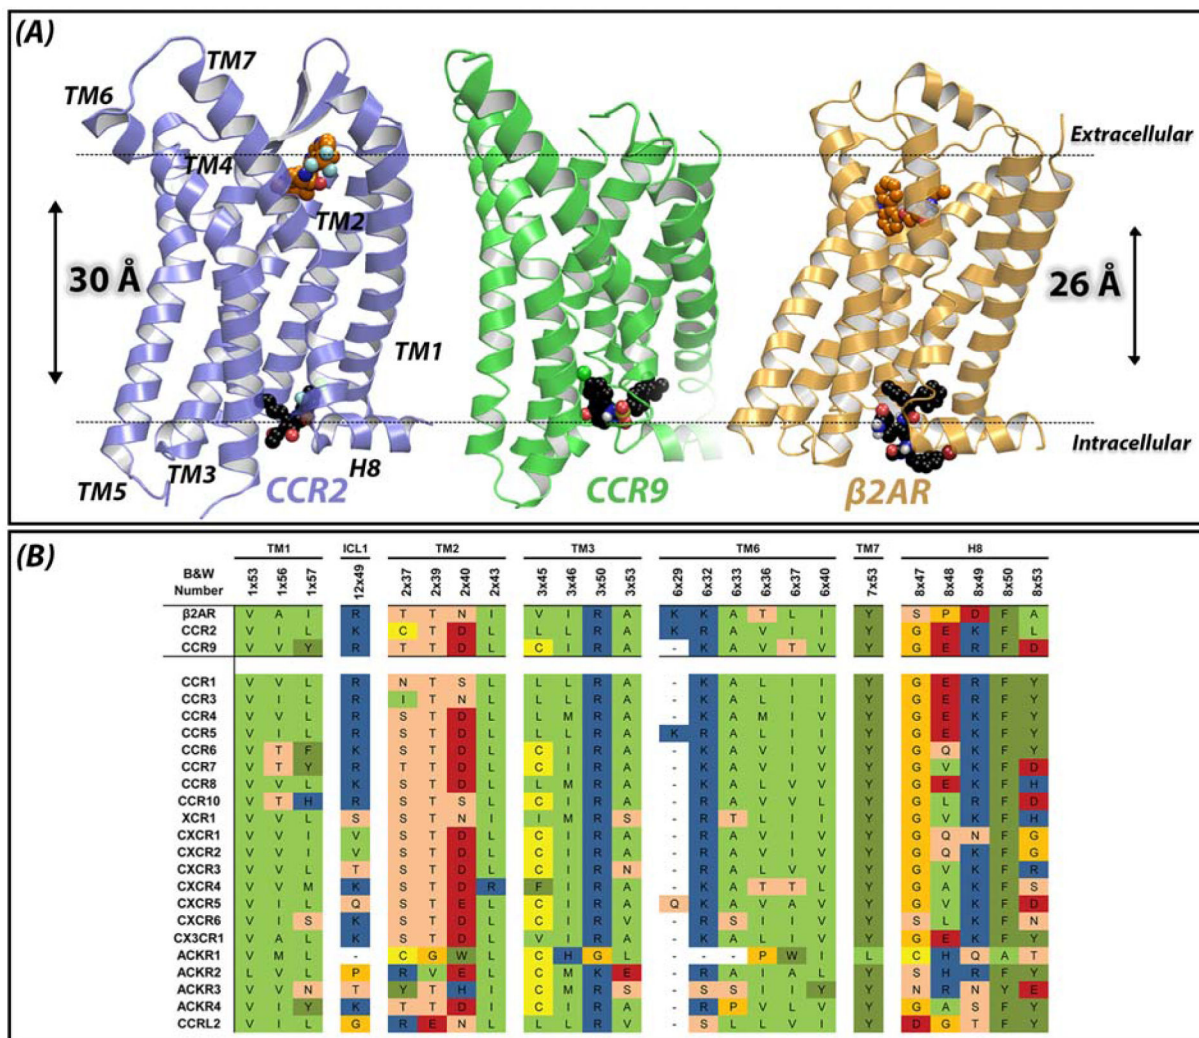 (A)
TM7
TM6
TM4
Extracellular
TM2
30 Å
26 Å
TM1
TM3
H8
Intracellular
TM5
CCR2
CCR9
β2AR
(B)
TM1 ICL1 TM2 TM3 TM6 TM7 H8
B&W Number 1x53 1x56 1x57 12x49 2x37 2x39 2x40 2x43 3x45 3x46 3x50 3x53 6x29 6x32 6x33 6x36 6x37 6x40 7x53 8x47 8x48 8x49 8x50 8x53
β2AR V A I R T T N I V I R A K K A T L I Y S P D F A
CCR2 V I L K C T D L L L R A K R A V I I Y G E K F L
CCR9 V V Y R T T D L C I R A - K A V T V Y G E R F D
CCR1 V V L R N T S L L L R A - K A L I I Y G E R F Y
CCR3 V I L R I T N L L L R A - K A L I I Y G E R F Y
CCR4 V V L R S T D L L M R A - K A M I V Y G E K F Y
CCR5 V I L R S T D L L L R A K R A L I I Y G E K F Y
CCR6 V T F K S T D L C I R A - K A V I V Y G Q K F Y
CCR7 V T Y R S T D L C I R A - K A V I V Y G V K F D
CCR8 V V L K S T D L L M R A - K A L V V Y G E K F H
CCR10 V T H R S T S L C I R A - R A V V L Y G L R F D
XCR1 V V L S S T N I I M R S - R T L I I Y G V K F H
CXCR1 V V I V S T D L C I R A - R A V I V Y G Q N F G
CXCR2 V V I V S T D L C I R A - R A V I V Y G Q K F G
CXCR3 V V L T S T D L C I R N - R A L V V Y G V K F R
CXCR4 V V M K S T D R F I R A - K A T T L Y G A K F S
CXCR5 V I L Q S T E L C I R A Q K A V A V Y G V K F D
CXCR6 V I S K S T D L C I R V - R S I I V Y S L K F N
CX3CR1 V A L K S T D L V I R A - K A L I V Y G E K F Y
ACKR1 V M L - C G W L C H G L - - - P W I L C H Q A T
ACKR2 L V L P R V E L C M K E - R A I A L Y S H R F Y
ACKR3 V V N T Y T H I C M R S - S S I I Y Y N R N Y E
ACKR4 V I Y K T T D I C I R A - R P V L V Y G A S F Y
CCRL2 V I L G R E N L L L R V - S L L V I Y D G T F Y